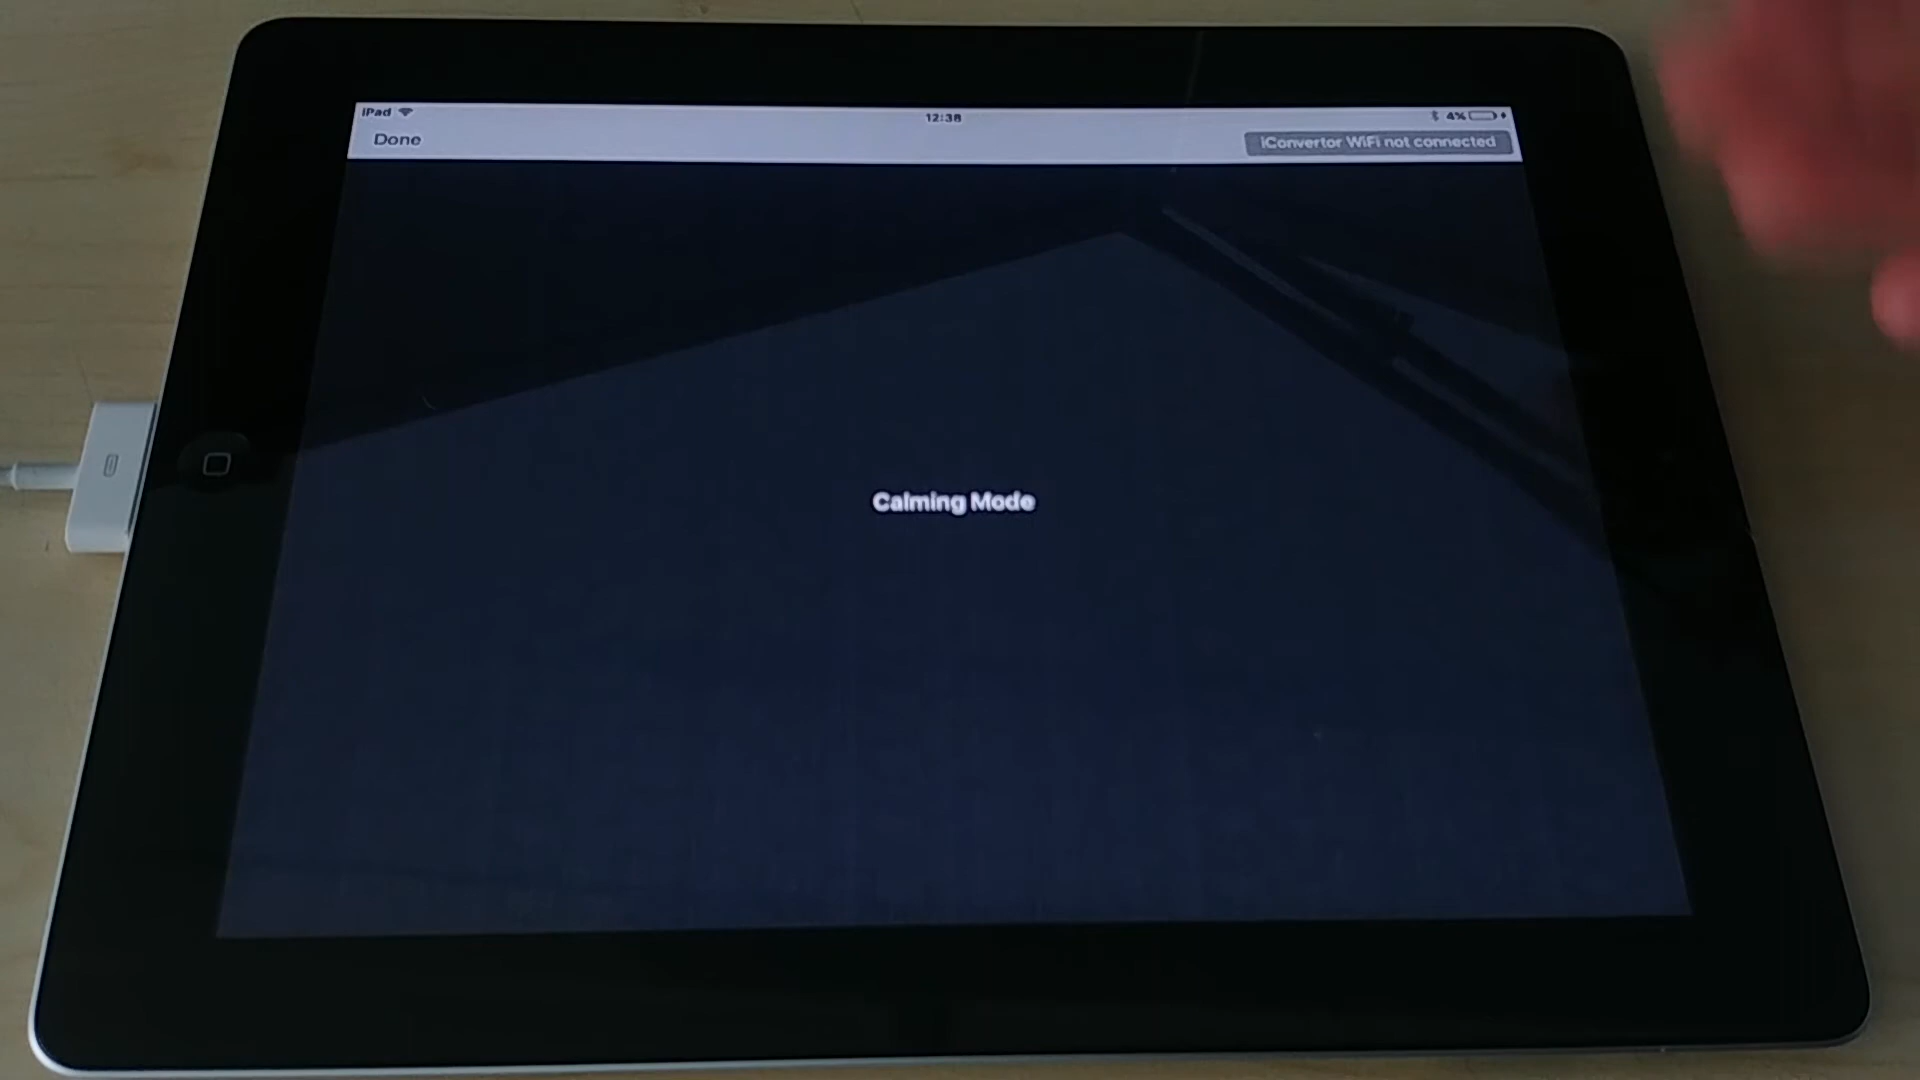 iPad
12:38
4%
Done
iConvertor WiFi not connected
Calming Mode